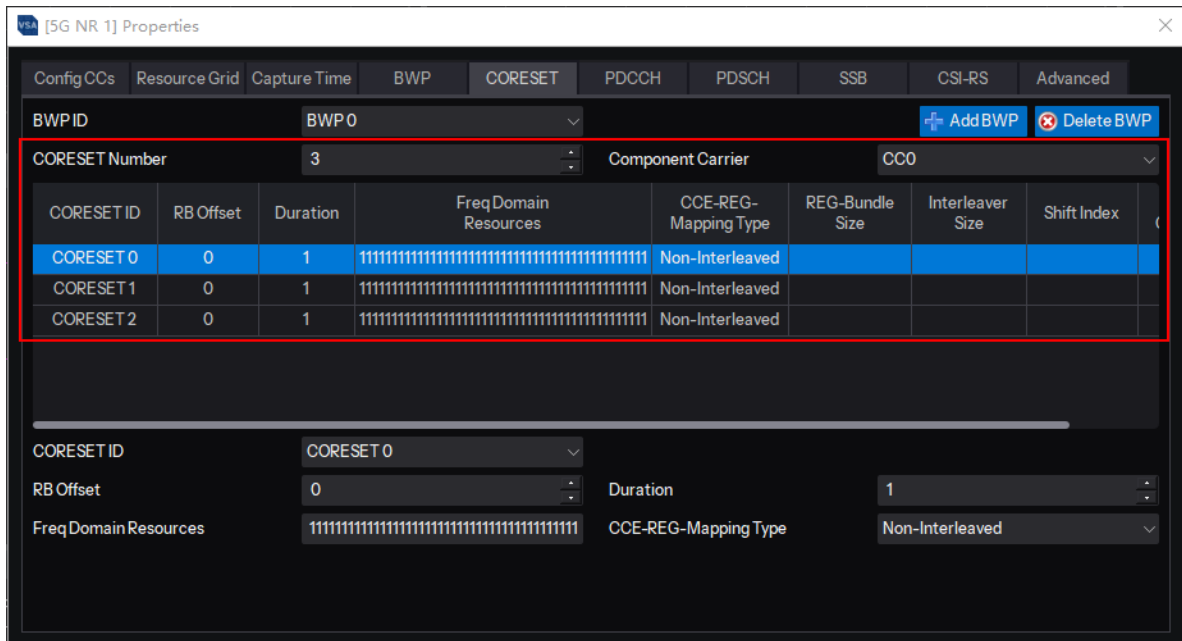 VSA [5G NR 1] Properties
Config CCs Resource Grid Capture Time BWP CORESET PDCCH PDSCH SSB CSI-RS Advanced
BWP ID BWP 0 Add BWP Delete BWP
CORESET Number 3 Component Carrier CC0
CORESET ID RB Offset Duration Freq Domain Resources CCE-REG-Mapping Type REG-Bundle Size Interleaver Size Shift Index
CORESET 0 0 1 Non-Interleaved
CORESET 1 0 1 Non-Interleaved
CORESET 2 0 1 Non-Interleaved
CORESET ID CORESET 0
RB Offset 0 Duration 1
Freq Domain Resources CCE-REG-Mapping Type Non-Interleaved